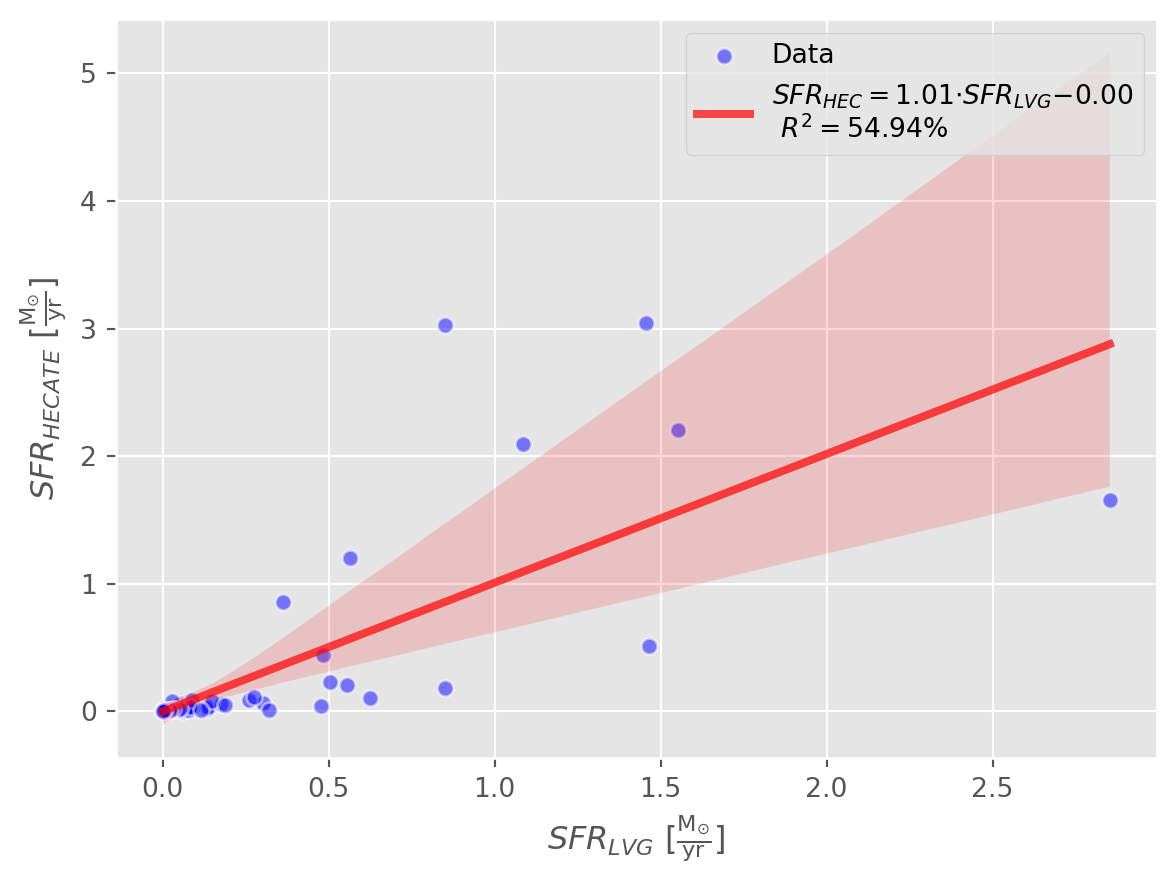 Data
SFR_HEC = 1.01·SFR_LVG−0.00
R² = 54.94%
5
4
3
2
1
0
SFR_HECATE [M⊙/yr]
0.0 0.5 1.0 1.5 2.0 2.5
SFR_LVG [M⊙/yr]